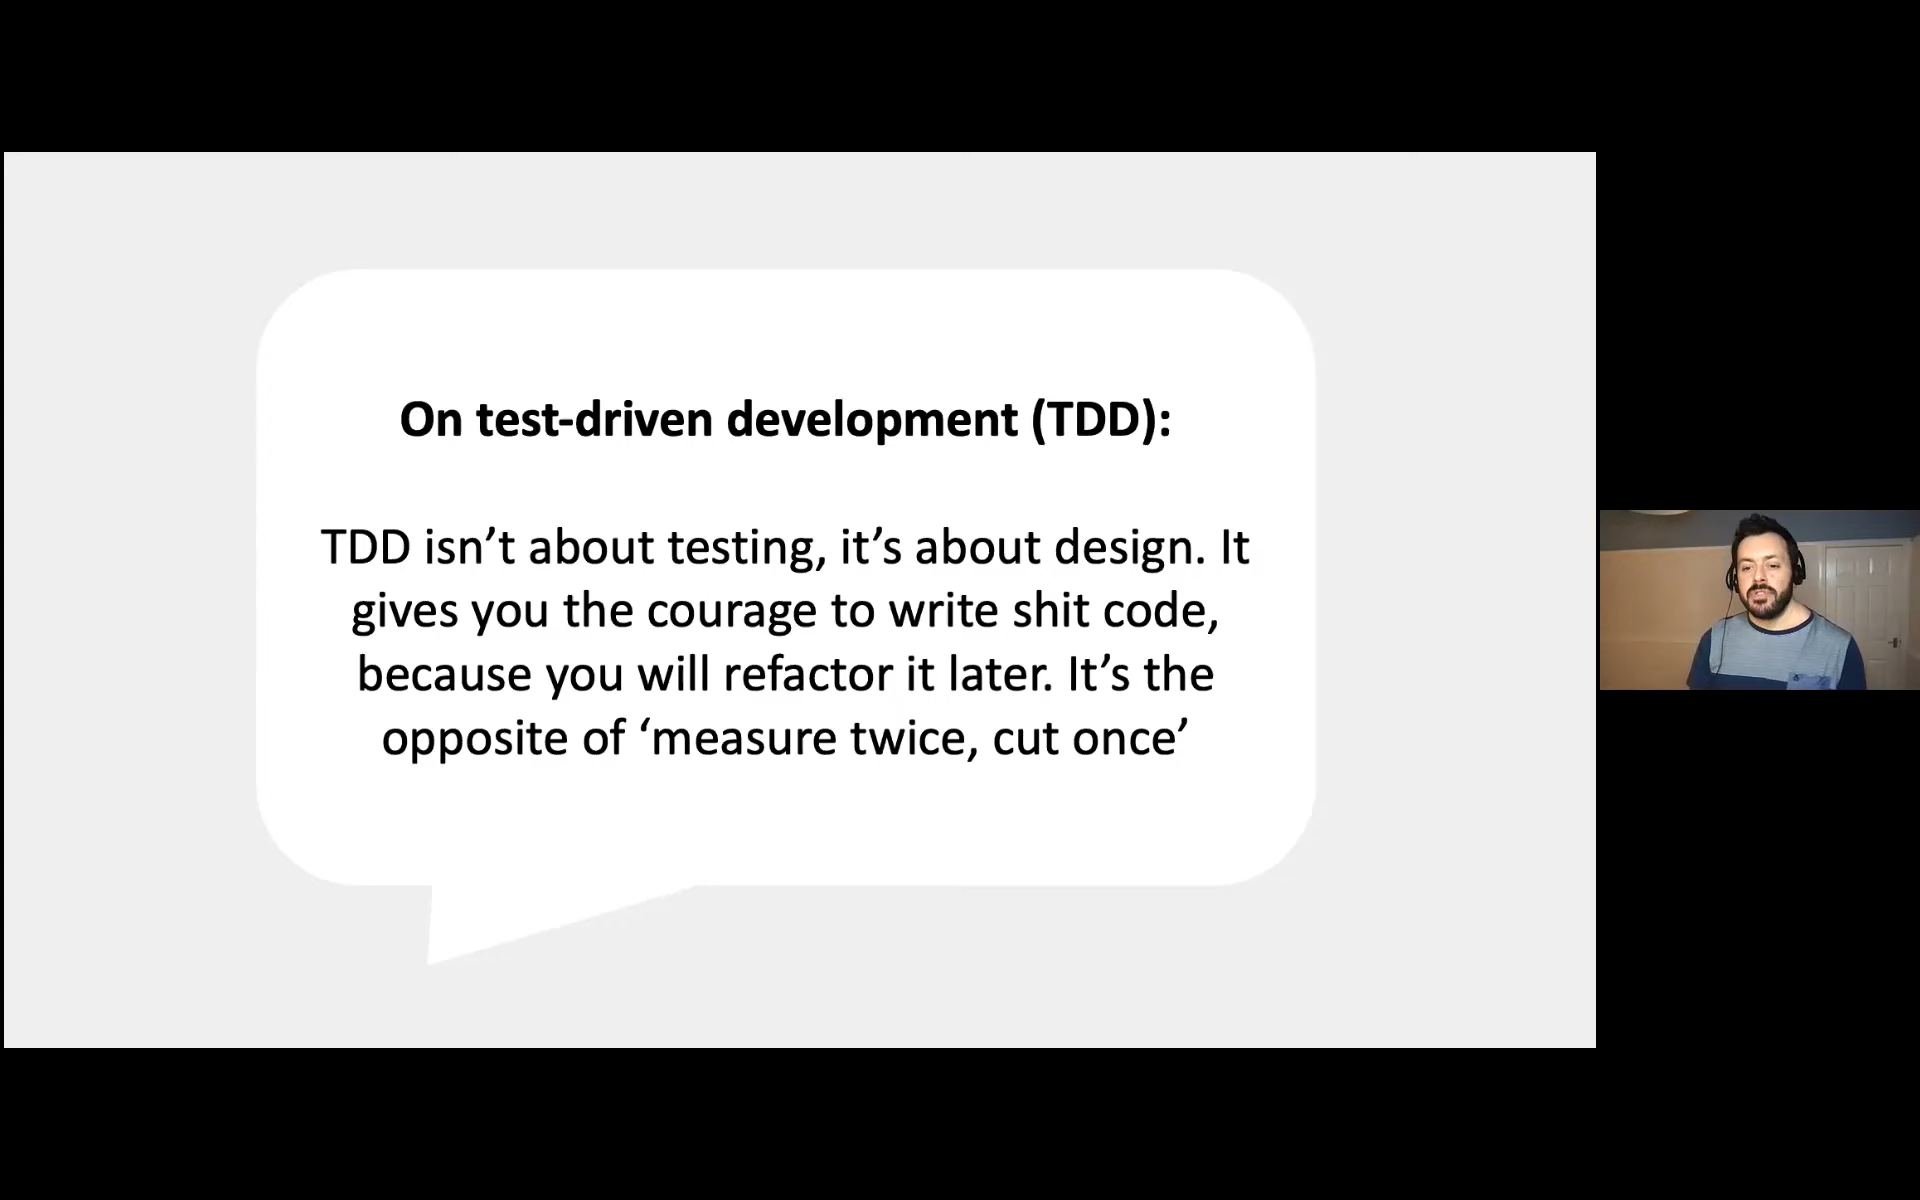 On test-driven development (TDD):
TDD isn’t about testing, it’s about design. It
gives you the courage to write shit code,
because you will refactor it later. It’s the
opposite of ‘measure twice, cut once’